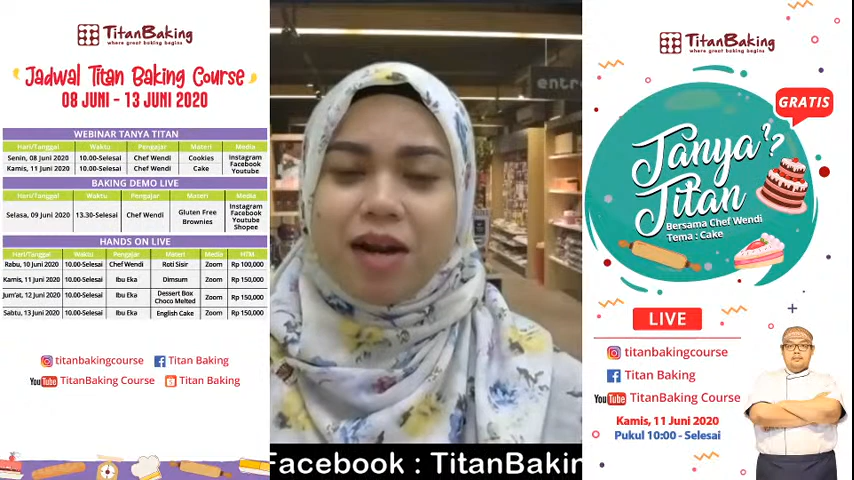 TitanBaking
where great baking begins
Jadwal Titan Baking Course
08 JUNI - 13 JUNI 2020
WEBINAR TANYA TITAN
Hari/Tanggal Waktu Pengajar Materi Media
Senin, 08 Juni 2020 10.00-Selesai Chef Wendi Cookies Instagram
Kamis, 11 Juni 2020 10.00-Selesai Chef Wendi Cake Facebook
Youtube
BAKING DEMO LIVE
Hari/Tanggal Waktu Pengajar Materi Media
Selasa, 09 Juni 2020 13.30-Selesai Chef Wendi Gluten Free Brownies Instagram
Facebook
Youtube
Shopee
HANDS ON LIVE
Hari/Tanggal Waktu Pengajar Materi Media HTM
Rabu, 10 Juni 2020 10.00-Selesai Chef Wendi Roti Sisir Zoom Rp 100,000
Kamis, 11 Juni 2020 10.00-Selesai Ibu Eka Dimsum Zoom Rp 150,000
Jum'at, 12 Juni 2020 10.00-Selesai Ibu Eka Dessert Box Choco Melted Zoom Rp 150,000
Sabtu, 13 Juni 2020 10.00-Selesai Ibu Eka English Cake Zoom Rp 150,000
titanbakingcourse Titan Baking
YouTube TitanBaking Course Titan Baking
entr
Facebook : TitanBakin
TitanBaking
where great baking begins
GRATIS
Tanya Titan ?
Bersama Chef Wendi
Tema : Cake
LIVE
titanbakingcourse
Titan Baking
YouTube TitanBaking Course
Kamis, 11 Juni 2020
Pukul 10:00 - Selesai